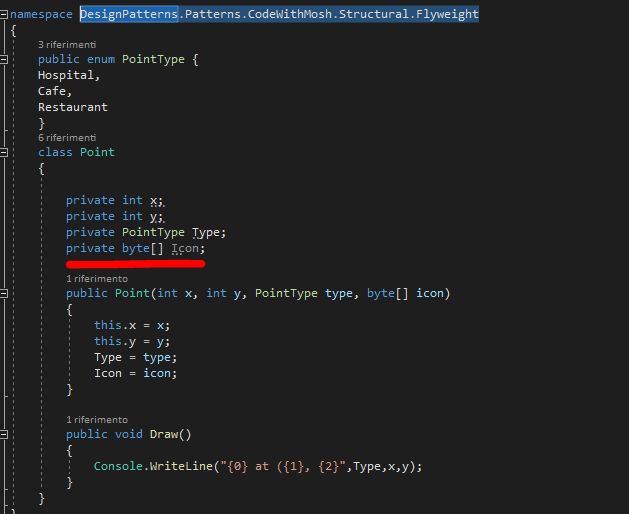 namespace DesignPatterns.Patterns.CodeWithMosh.Structural.Flyweight
{
3 riferimenti
public enum PointType {
Hospital,
Cafe,
Restaurant
}
6 riferimenti
class Point
{
private int x;
private int y;
private PointType Type;
private byte[] Icon;
1 riferimento
public Point(int x, int y, PointType type, byte[] icon)
{
this.x = x;
this.y = y;
Type = type;
Icon = icon;
}
1 riferimento
public void Draw()
{
Console.WriteLine("{0} at ({1}, {2}",Type,x,y);
}
}
}